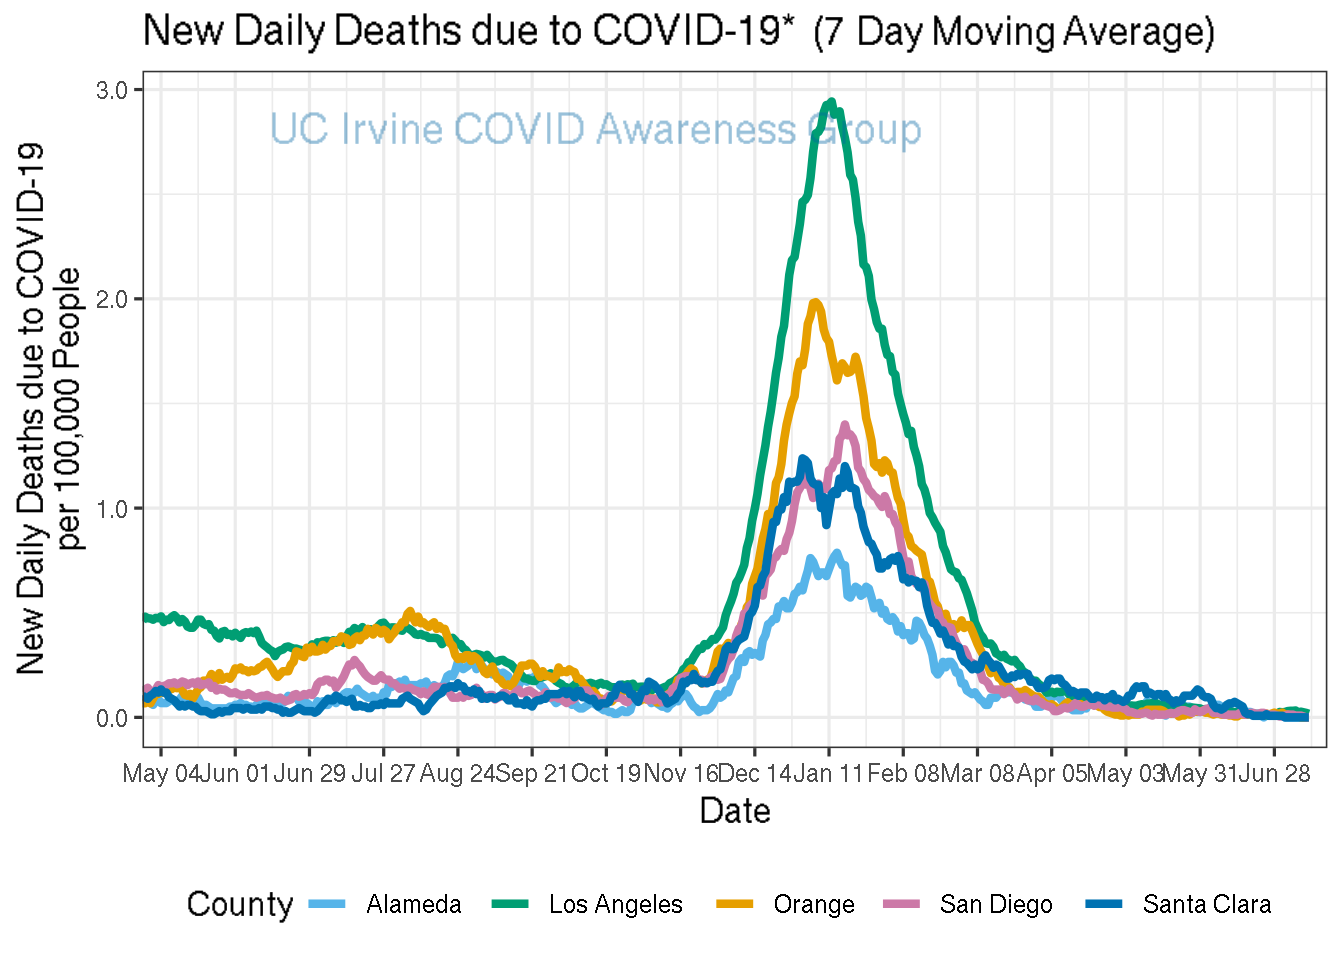 New Daily Deaths due to COVID-19* (7 Day Moving Average)
UC Irvine COVID Awareness Group
New Daily Deaths due to COVID-19
per 100,000 People
3.0
2.0
1.0
0.0
May 04 Jun 01 Jun 29 Jul 27 Aug 24 Sep 21 Oct 19 Nov 16 Dec 14 Jan 11 Feb 08 Mar 08 Apr 05 May 03 May 31 Jun 28
Date
County Alameda Los Angeles Orange San Diego Santa Clara